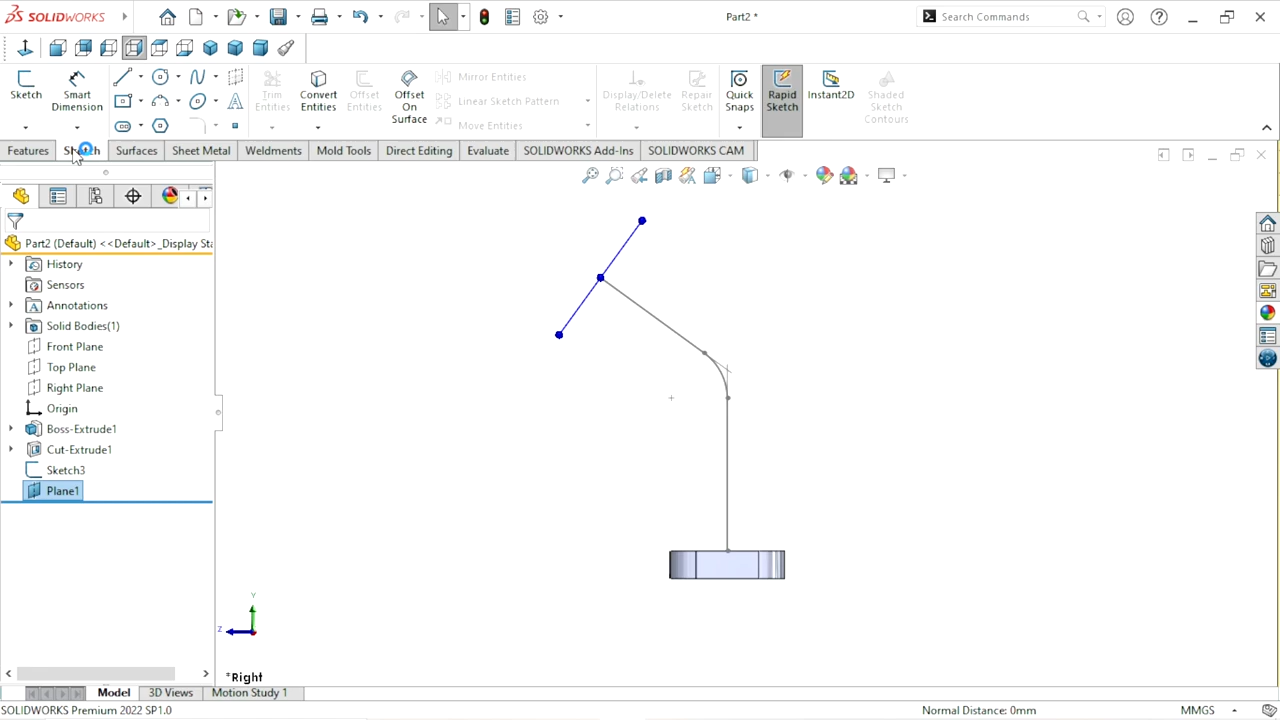 SOLIDWORKS
Part2 *
Search Commands
Sketch
Smart Dimension
Trim Entities
Convert Entities
Offset Entities
Offset On Surface
Mirror Entities
Linear Sketch Pattern
Move Entities
Display/Delete Relations
Repair Sketch
Quick Snaps
Rapid Sketch
Instant2D
Shaded Sketch Contours
Features
Sketch
Surfaces
Sheet Metal
Weldments
Mold Tools
Direct Editing
Evaluate
SOLIDWORKS Add-Ins
SOLIDWORKS CAM
Part2 (Default) <<Default>_Display Sta
History
Sensors
Annotations
Solid Bodies(1)
Front Plane
Top Plane
Right Plane
Origin
Boss-Extrude1
Cut-Extrude1
Sketch3
Plane1
Y
Z
*Right
Model
3D Views
Motion Study 1
SOLIDWORKS Premium 2022 SP1.0
Normal Distance: 0mm
MMGS